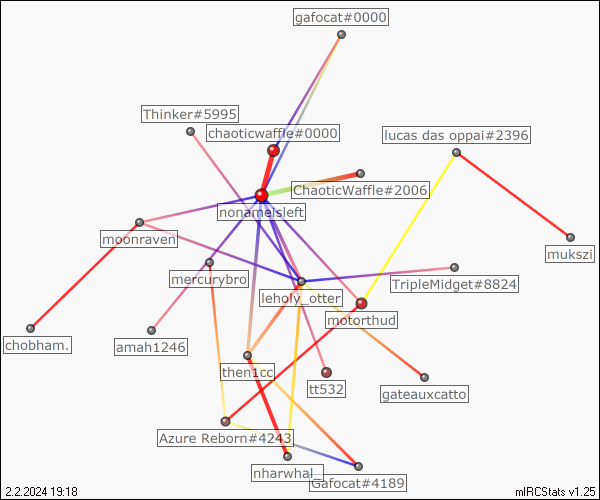 gafocat#0000
Thinker#5995
chaoticwaffle#0000
lucas das oppai#2396
ChaoticWaffle#2006
nonameisleft
moonraven
mukszi
mercurybro
TripleMidget#8824
leholy_otter
motorthud
chobham.
amah1246
then1cc
tt532
gateauxcatto
Azure Reborn#4243
nharwhal_
Gafocat#4189
2.2.2024 19:18
mIRCStats v1.25